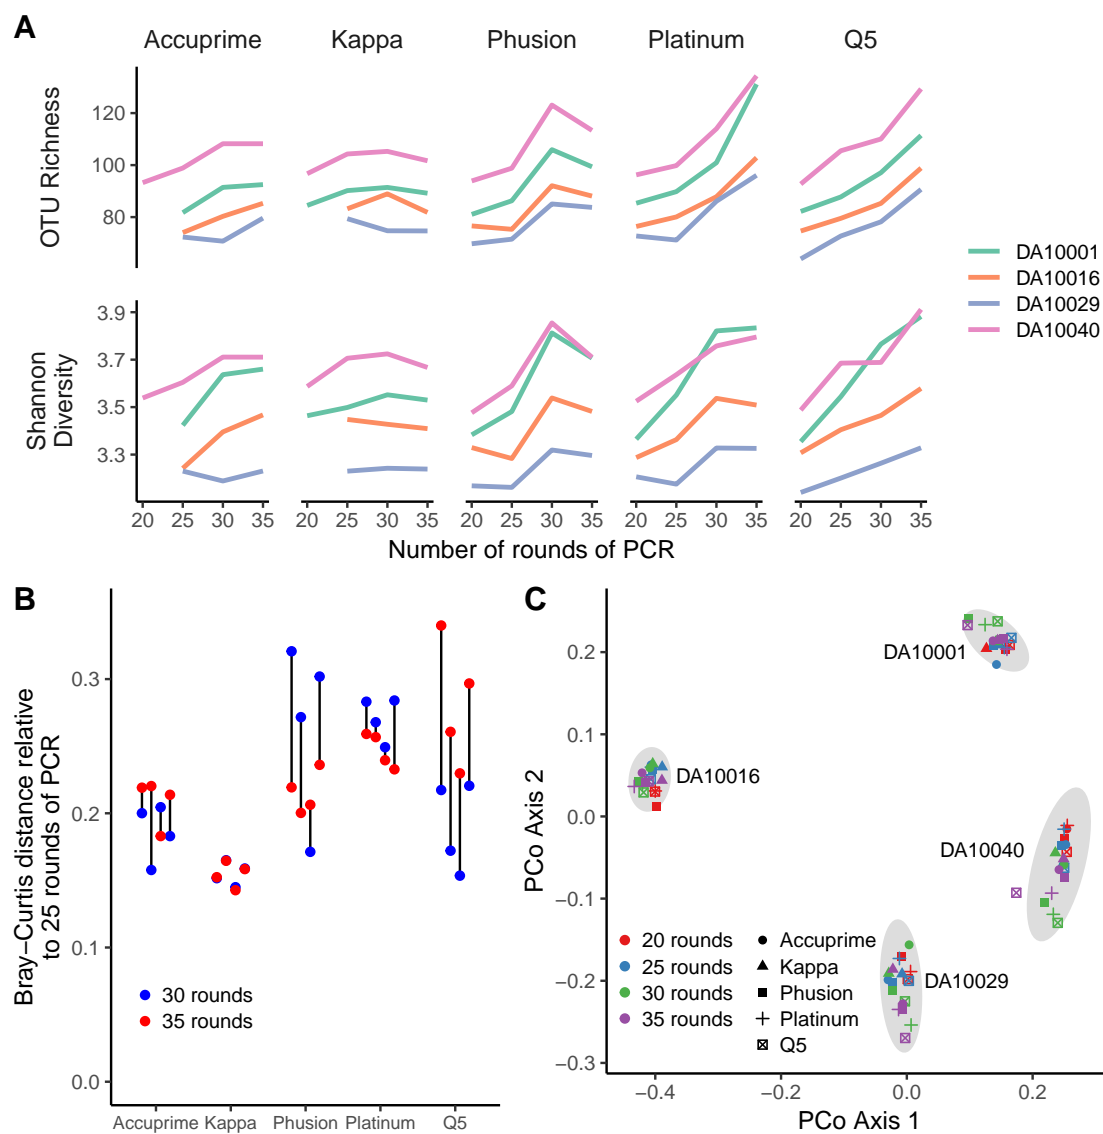 A
Accuprime Kappa Phusion Platinum Q5
OTU Richness
120
100
80
Shannon
Diversity
3.9
3.7
3.5
3.3
20 25 30 35 20 25 30 35 20 25 30 35 20 25 30 35 20 25 30 35
Number of rounds of PCR
DA10001
DA10016
DA10029
DA10040
B
Bray−Curtis distance relative
to 25 rounds of PCR
0.3
0.2
0.1
0.0
30 rounds
35 rounds
Accuprime Kappa Phusion Platinum Q5
C
PCo Axis 2
0.2
0.1
0.0
−0.1
−0.2
−0.3
DA10001
DA10016
DA10040
DA10029
20 rounds
25 rounds
30 rounds
35 rounds
Accuprime
Kappa
Phusion
Platinum
Q5
−0.4 −0.2 0.0 0.2
PCo Axis 1